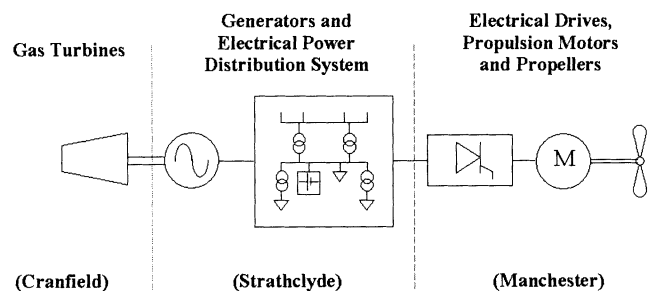 Gas Turbines
Generators and
Electrical Power
Distribution System
Electrical Drives,
Propulsion Motors
and Propellers
M
(Cranfield)
(Strathclyde)
(Manchester)